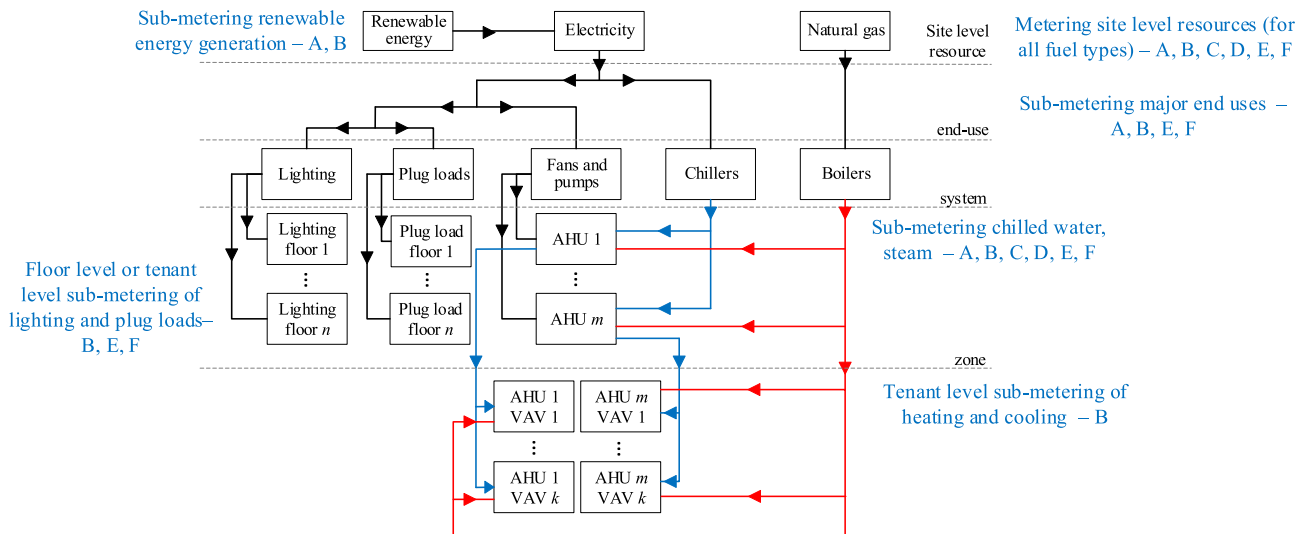 Sub-metering renewable
energy generation – A, B
Renewable
energy
Electricity
Natural gas
Site level
resource
Metering site level resources (for
all fuel types) – A, B, C, D, E, F
Sub-metering major end uses –
A, B, E, F
end-use
Lighting
Plug loads
Fans and
pumps
Chillers
Boilers
system
Lighting
floor 1
Plug load
floor 1
AHU 1
Sub-metering chilled water,
steam – A, B, C, D, E, F
Floor level or tenant
level sub-metering of
lighting and plug loads–
B, E, F
Lighting
floor n
Plug load
floor n
AHU m
zone
AHU 1
VAV 1
AHU m
VAV 1
Tenant level sub-metering of
heating and cooling – B
AHU 1
VAV k
AHU m
VAV k